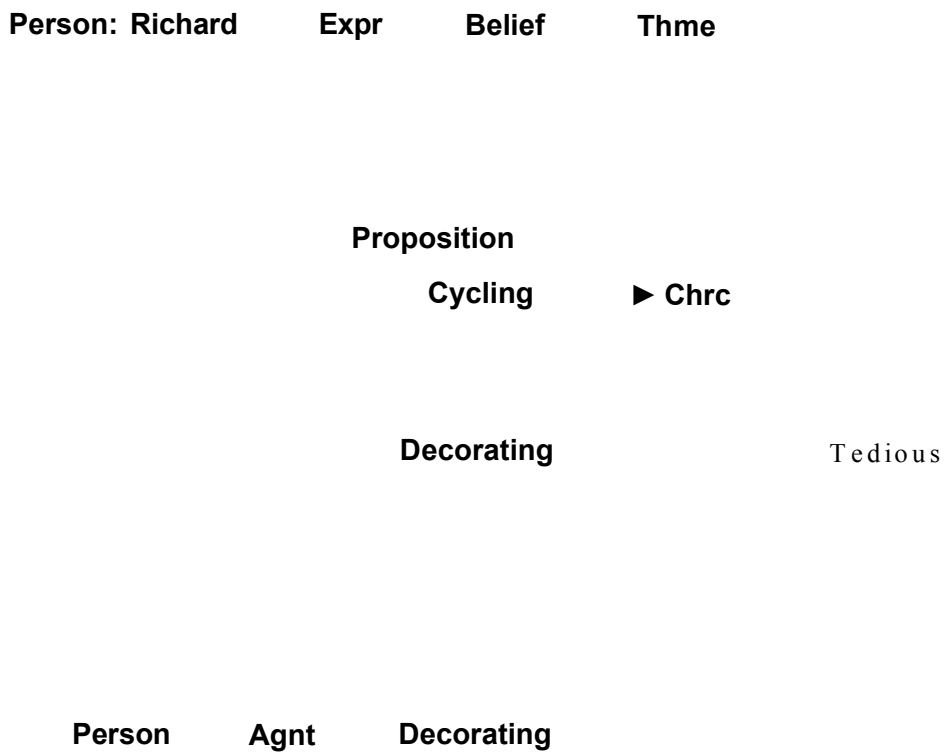 Person: Richard Expr Belief Thme
Proposition
Cycling ► Chrc
Decorating Tedious
Person Agnt Decorating